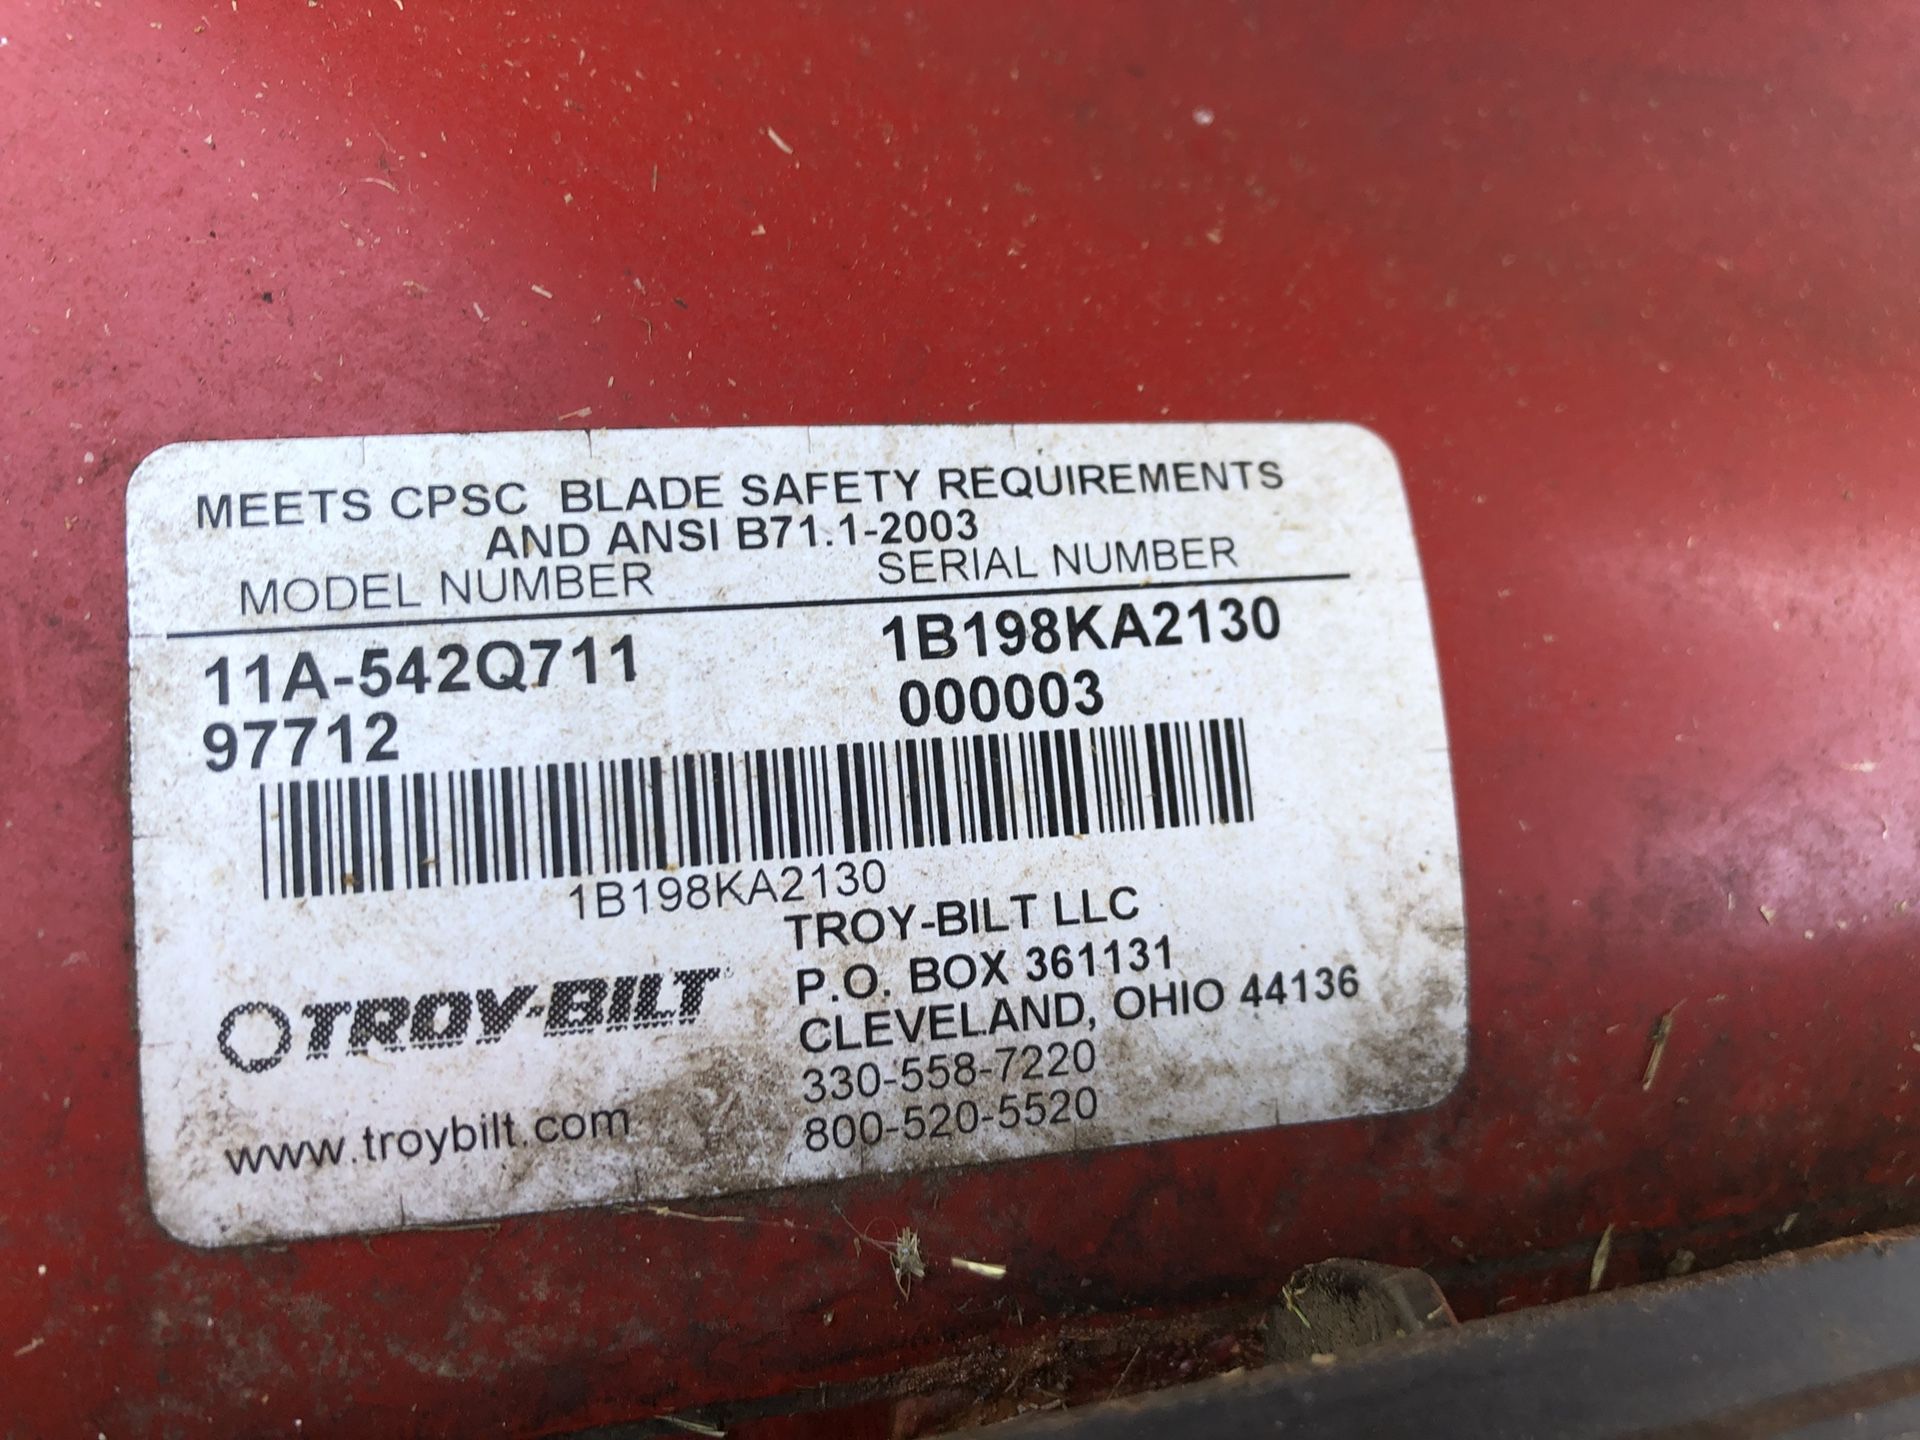 MEETS CPSC BLADE SAFETY REQUIREMENTS
AND ANSI B71.1-2003
MODEL NUMBER SERIAL NUMBER
11A-542Q711 1B198KA2130
97712 000003
1B198KA2130
TROY-BILT LLC
P.O. BOX 361131
CLEVELAND, OHIO 44136
330-558-7220
800-520-5520
TROY-BILT
www.troybilt.com